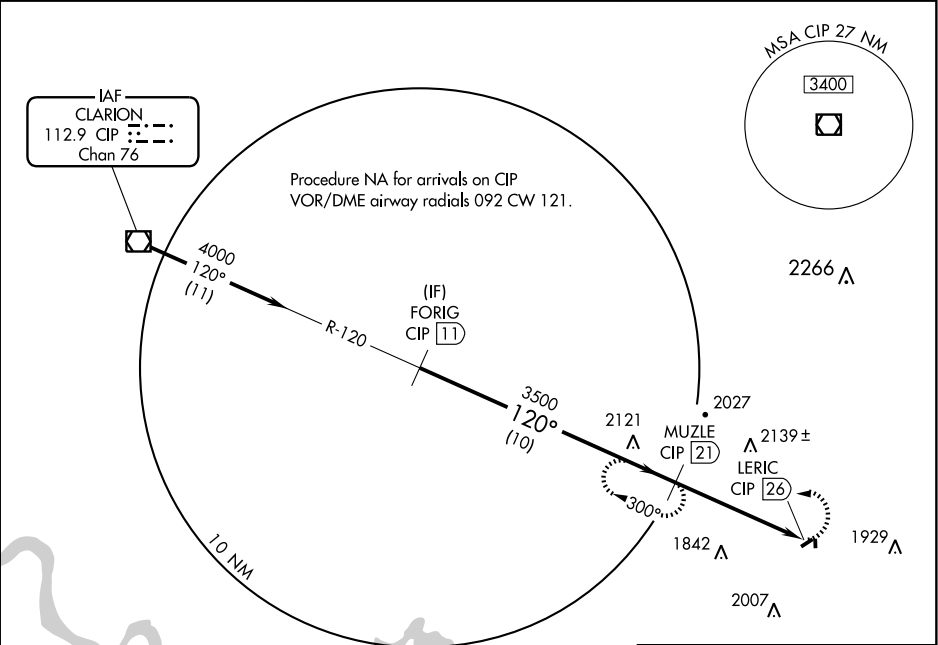 MSA CIP 27 NM
3400
IAF
CLARION
112.9 CIP
Chan 76
Procedure NA for arrivals on CIP
VOR/DME airway radials 092 CW 121.
2266
4000
120°
(11)
R-120
(IF)
FORIG
CIP 11
3500
120°
(10)
2121
2027
MUZLE
CIP 21
2139 ±
LERIC
CIP 26
300°
1842
1929
2007
10 NM